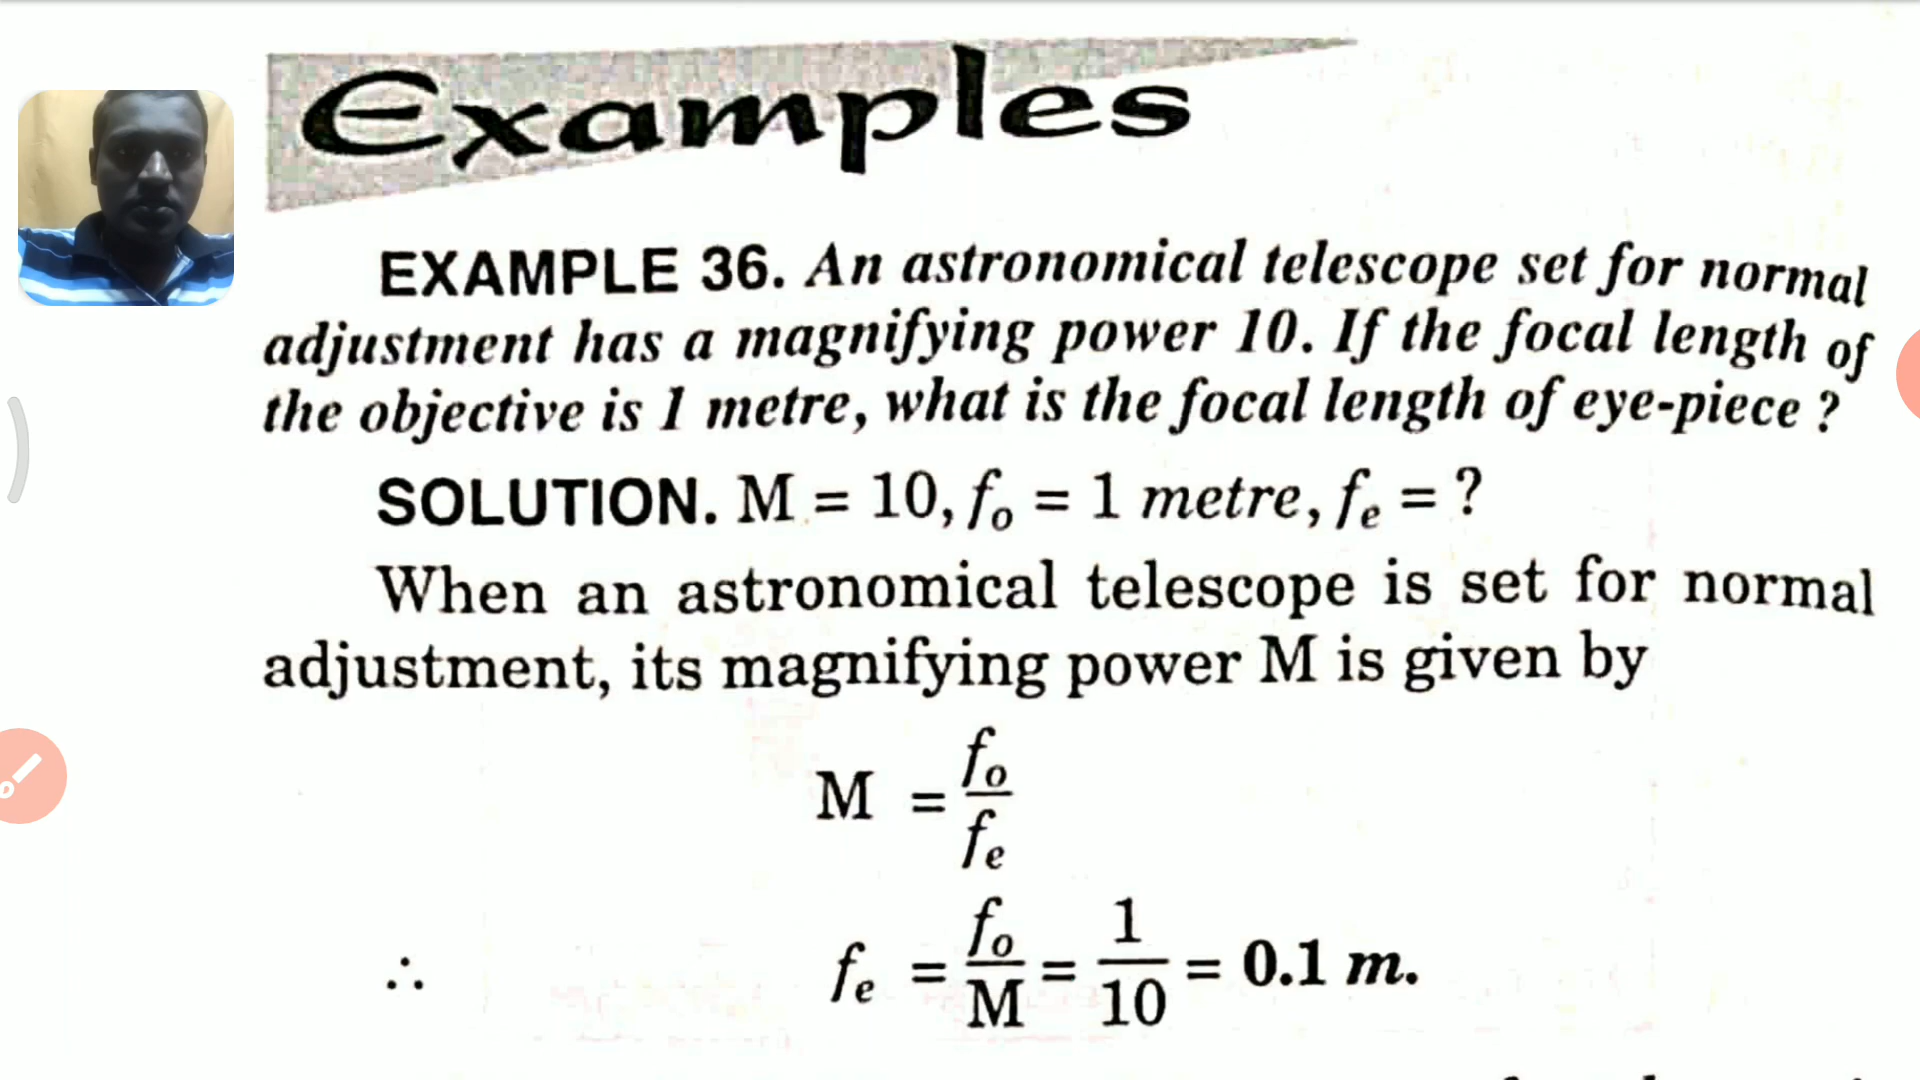 Examples
EXAMPLE 36. An astronomical telescope set for normal
adjustment has a magnifying power 10. If the focal length of
the objective is 1 metre, what is the focal length of eye-piece ?
SOLUTION. M = 10, fₒ = 1 metre, fₑ = ?
When an astronomical telescope is set for normal
adjustment, its magnifying power M is given by
M = fₒ/fₑ
∴ fₑ = fₒ/M = 1/10 = 0.1 m.